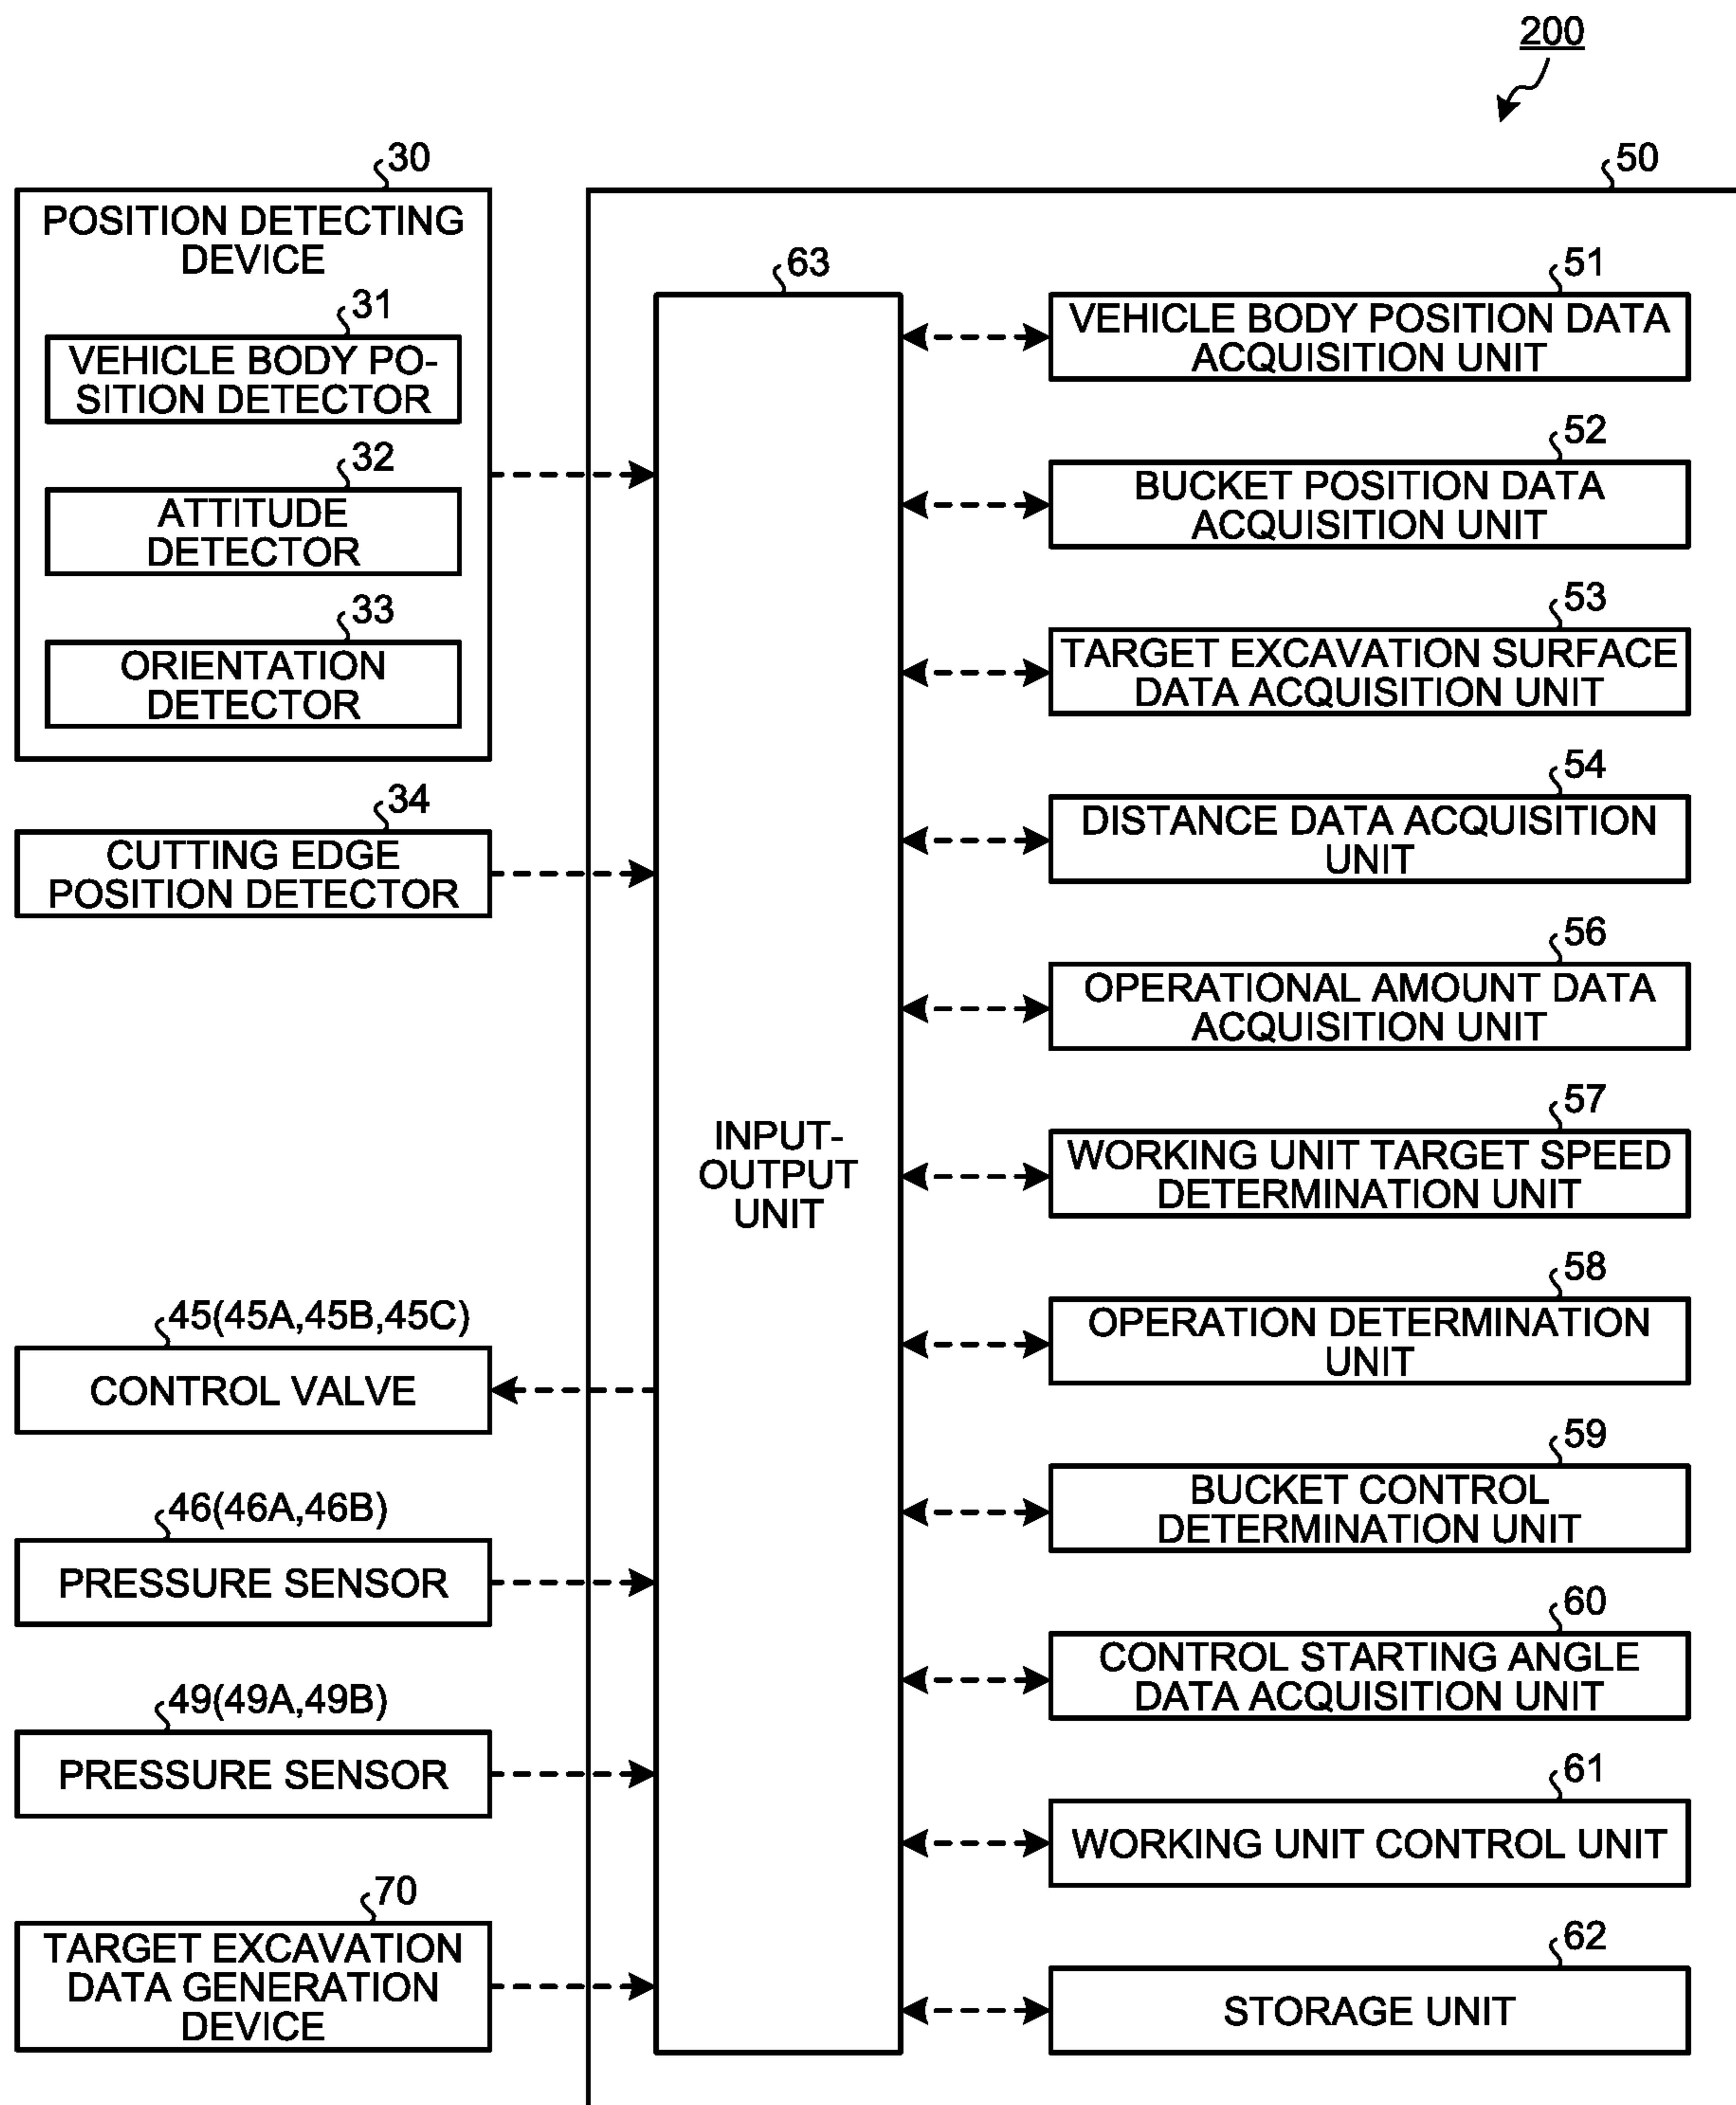 200
30
POSITION DETECTING
DEVICE
31
VEHICLE BODY PO-
SITION DETECTOR
32
ATTITUDE
DETECTOR
33
ORIENTATION
DETECTOR
34
CUTTING EDGE
POSITION DETECTOR
45(45A,45B,45C)
CONTROL VALVE
46(46A,46B)
PRESSURE SENSOR
49(49A,49B)
PRESSURE SENSOR
70
TARGET EXCAVATION
DATA GENERATION
DEVICE
50
63
INPUT-
OUTPUT
UNIT
51
VEHICLE BODY POSITION DATA
ACQUISITION UNIT
52
BUCKET POSITION DATA
ACQUISITION UNIT
53
TARGET EXCAVATION SURFACE
DATA ACQUISITION UNIT
54
DISTANCE DATA ACQUISITION
UNIT
56
OPERATIONAL AMOUNT DATA
ACQUISITION UNIT
57
WORKING UNIT TARGET SPEED
DETERMINATION UNIT
58
OPERATION DETERMINATION
UNIT
59
BUCKET CONTROL
DETERMINATION UNIT
60
CONTROL STARTING ANGLE
DATA ACQUISITION UNIT
61
WORKING UNIT CONTROL UNIT
62
STORAGE UNIT